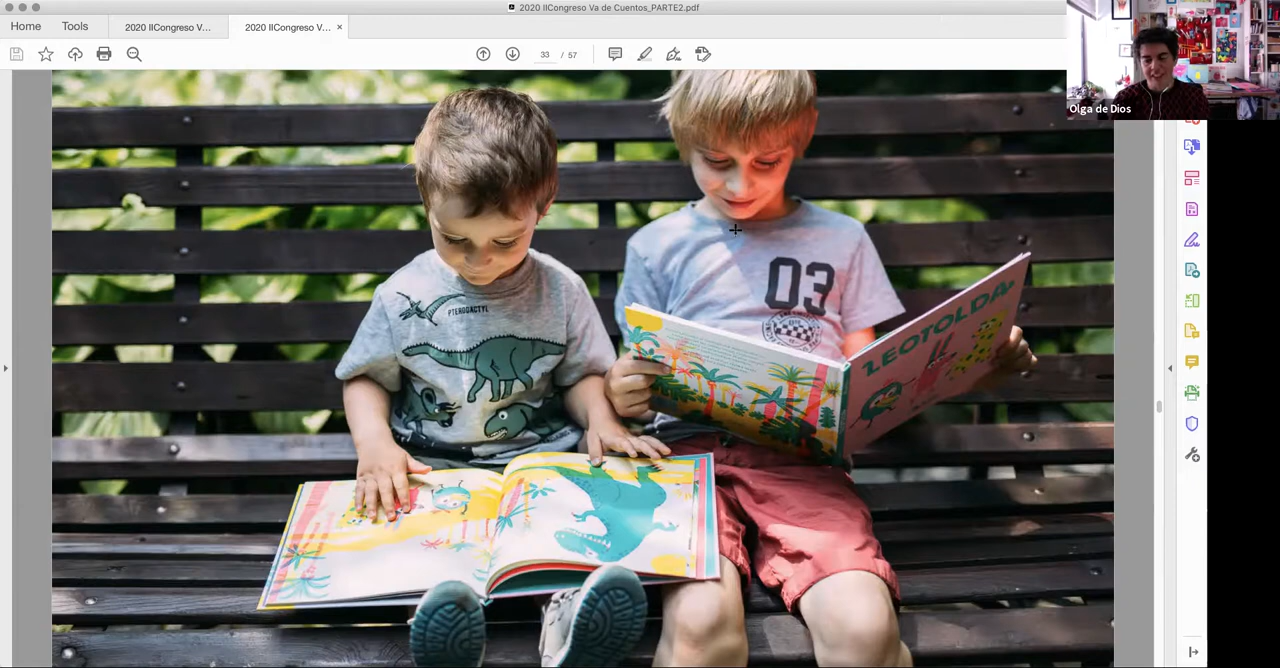 2020 IICongreso Va de Cuentos_PARTE2.pdf
Home
Tools
2020 IICongreso V...
2020 IICongreso V...
33 / 57
Olga de Dios
PTERODACTYL
03
LEOTOLDA